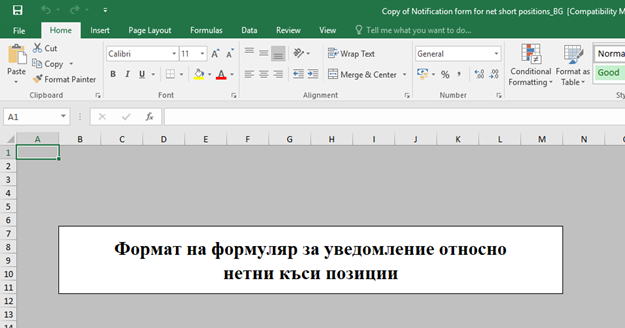 Copy of Notification form for net short positions_BG [Compatibility M
File Home Insert Page Layout Formulas Data Review View Tell me what you want to do...
Cut
Copy
Format Painter
Paste
Clipboard
Calibri 11
B I U A
Font
Wrap Text
Merge & Center
Alignment
General
% ,
Number
Conditional Formatting
Format as Table
Norma
Good
Sty
A1
fx
A B C D E F G H I J K L M N
1
2
3
4
5
6
7
8
9
10
11
12
13
14
Формат на формуляр за уведомление относно
нетни къси позиции